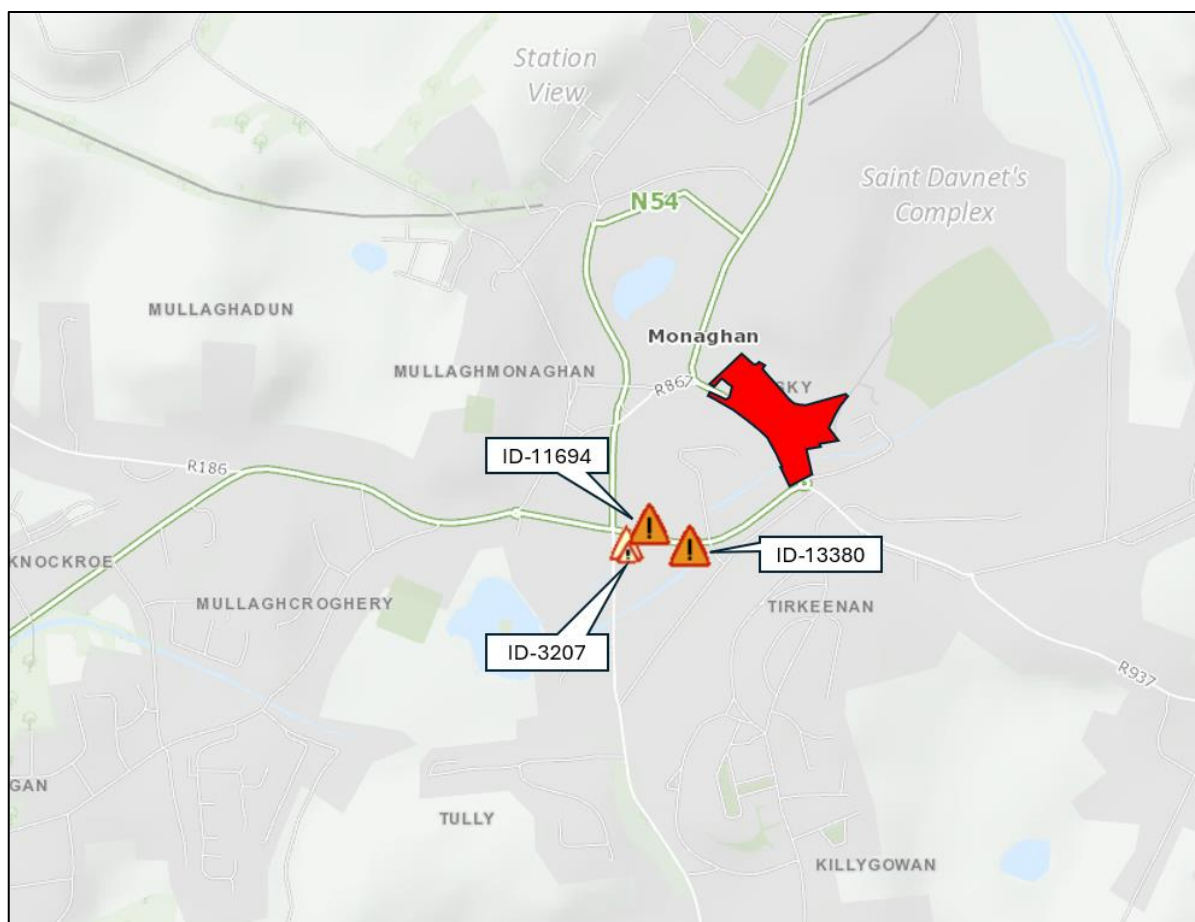 Station
View
Saint Davnet's
Complex
N54
MULLAGHADUN
Monaghan
MULLAGHMONAGHAN
R867
SKY
ID-11694
R186
ID-13380
KNOCKROE
MULLAGHCROGHERY
TIRKEENAN
ID-3207
R937
GAN
TULLY
KILLYGOWAN